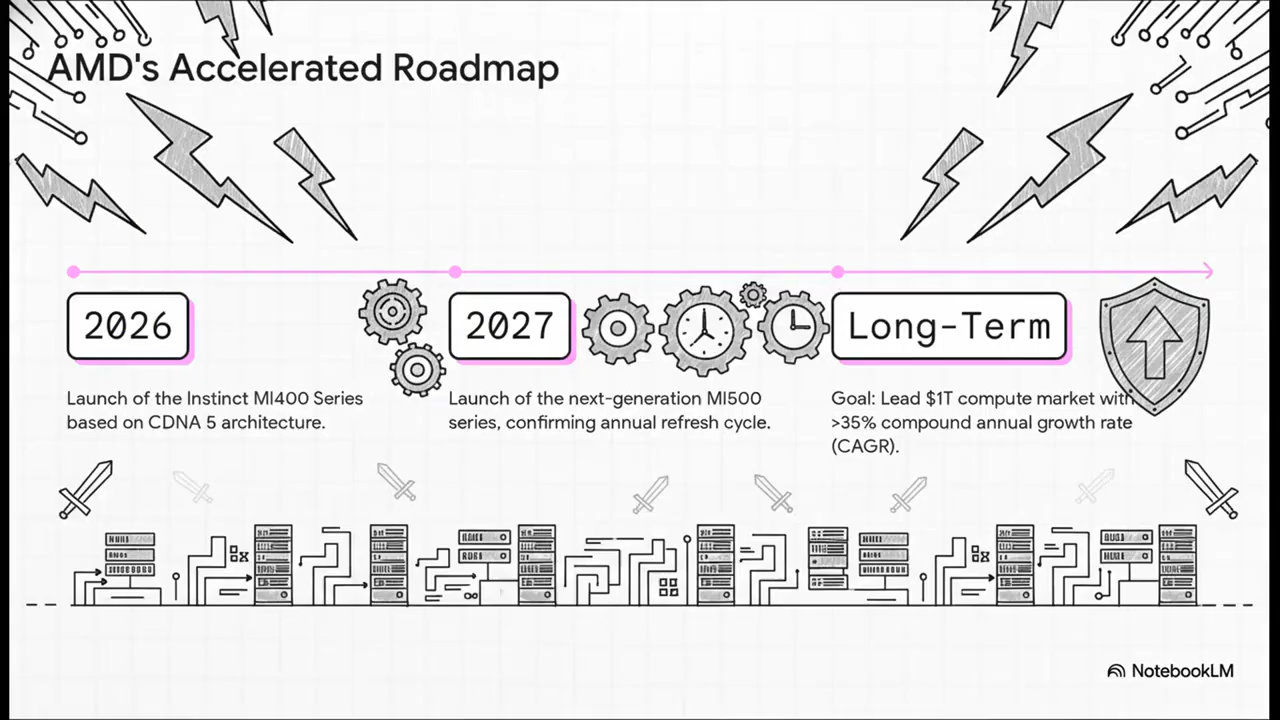 AMD's Accelerated Roadmap
2026
Launch of the Instinct MI400 Series
based on CDNA 5 architecture.
2027
Launch of the next-generation MI500
series, confirming annual refresh cycle.
Long-Term
Goal: Lead $1T compute market with
>35% compound annual growth rate
(CAGR).
NotebookLM